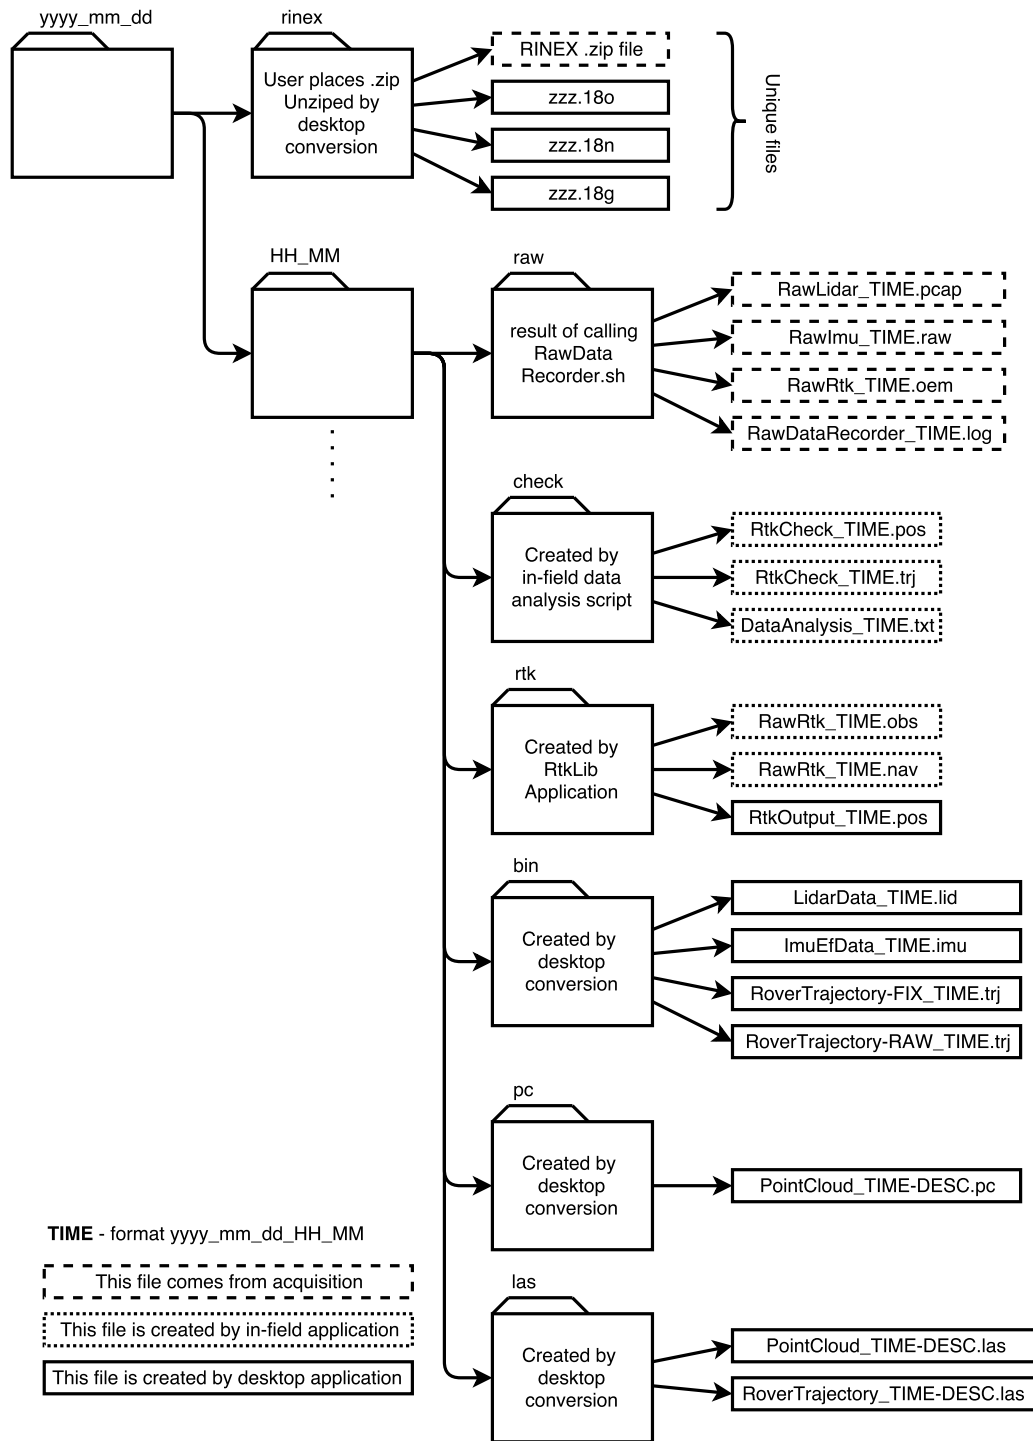 yyyy_mm_dd
rinex
User places .zip
Unziped by
desktop
conversion
RINEX .zip file
zzz.18o
zzz.18n
zzz.18g
Unique files
HH_MM
raw
result of calling
RawData
Recorder.sh
RawLidar_TIME.pcap
RawImu_TIME.raw
RawRtk_TIME.oem
RawDataRecorder_TIME.log
check
Created by
in-field data
analysis script
RtkCheck_TIME.pos
RtkCheck_TIME.trj
DataAnalysis_TIME.txt
rtk
Created by
RtkLib
Application
RawRtk_TIME.obs
RawRtk_TIME.nav
RtkOutput_TIME.pos
bin
Created by
desktop
conversion
LidarData_TIME.lid
ImuEfData_TIME.imu
RoverTrajectory-FIX_TIME.trj
RoverTrajectory-RAW_TIME.trj
pc
Created by
desktop
conversion
PointCloud_TIME-DESC.pc
las
Created by
desktop
conversion
PointCloud_TIME-DESC.las
RoverTrajectory_TIME-DESC.las
TIME - format yyyy_mm_dd_HH_MM
This file comes from acquisition
This file is created by in-field application
This file is created by desktop application